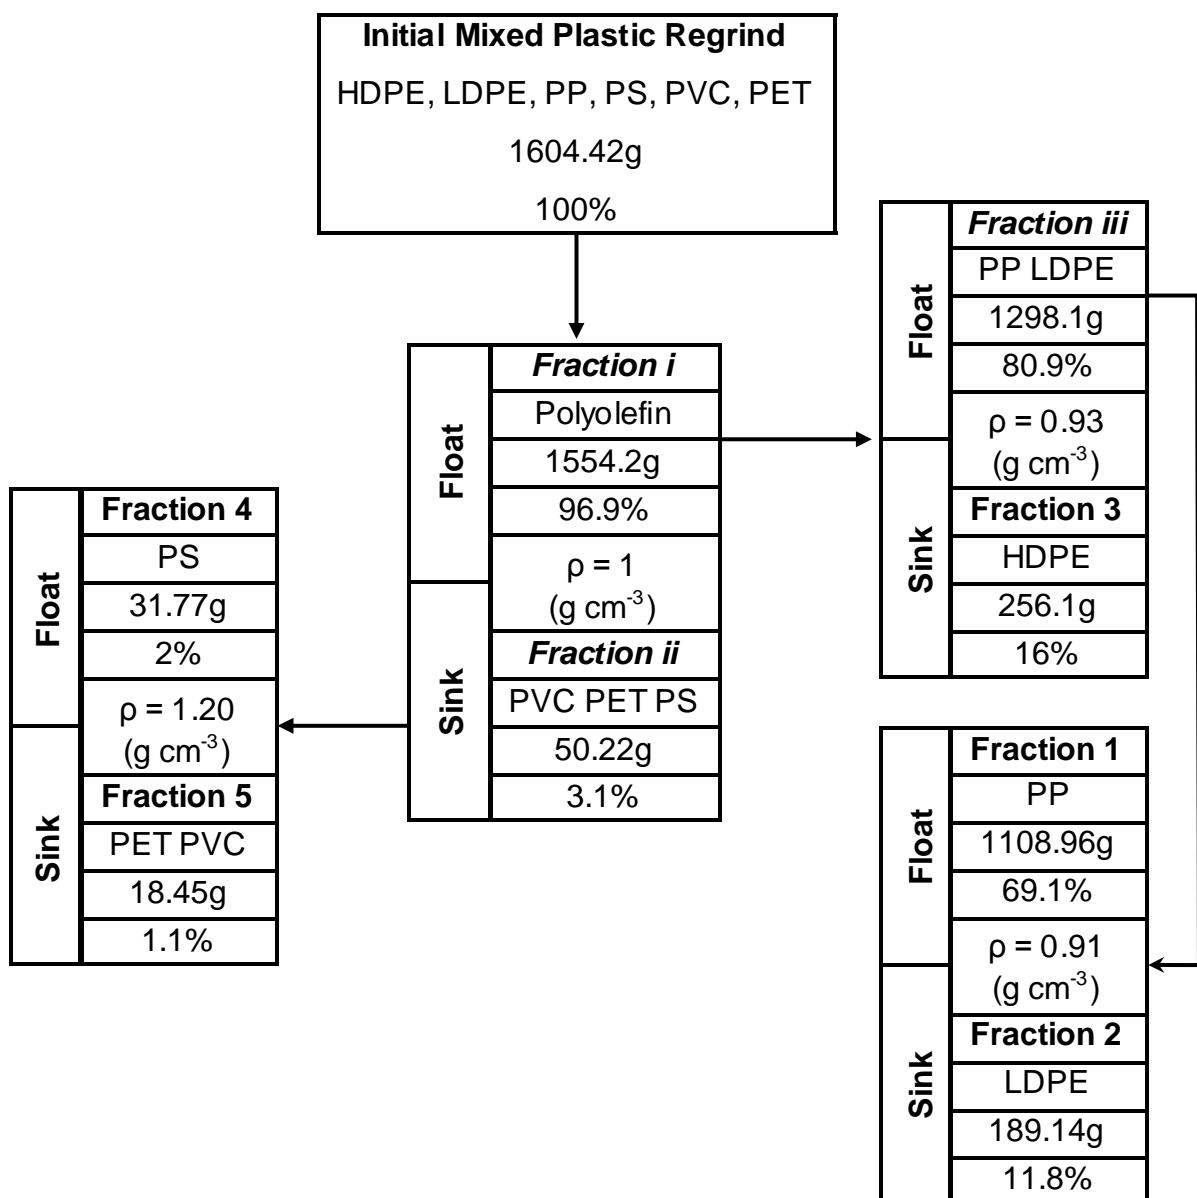 Initial Mixed Plastic Regrind
HDPE, LDPE, PP, PS, PVC, PET
1604.42g
100%
Float
Sink
Fraction i
Polyolefin
1554.2g
96.9%
ρ = 1
(g cm-3)
Fraction ii
PVC PET PS
50.22g
3.1%
Float
Sink
Fraction iii
PP LDPE
1298.1g
80.9%
ρ = 0.93
(g cm-3)
Fraction 3
HDPE
256.1g
16%
Float
Sink
Fraction 4
PS
31.77g
2%
ρ = 1.20
(g cm-3)
Fraction 5
PET PVC
18.45g
1.1%
Float
Sink
Fraction 1
PP
1108.96g
69.1%
ρ = 0.91
(g cm-3)
Fraction 2
LDPE
189.14g
11.8%